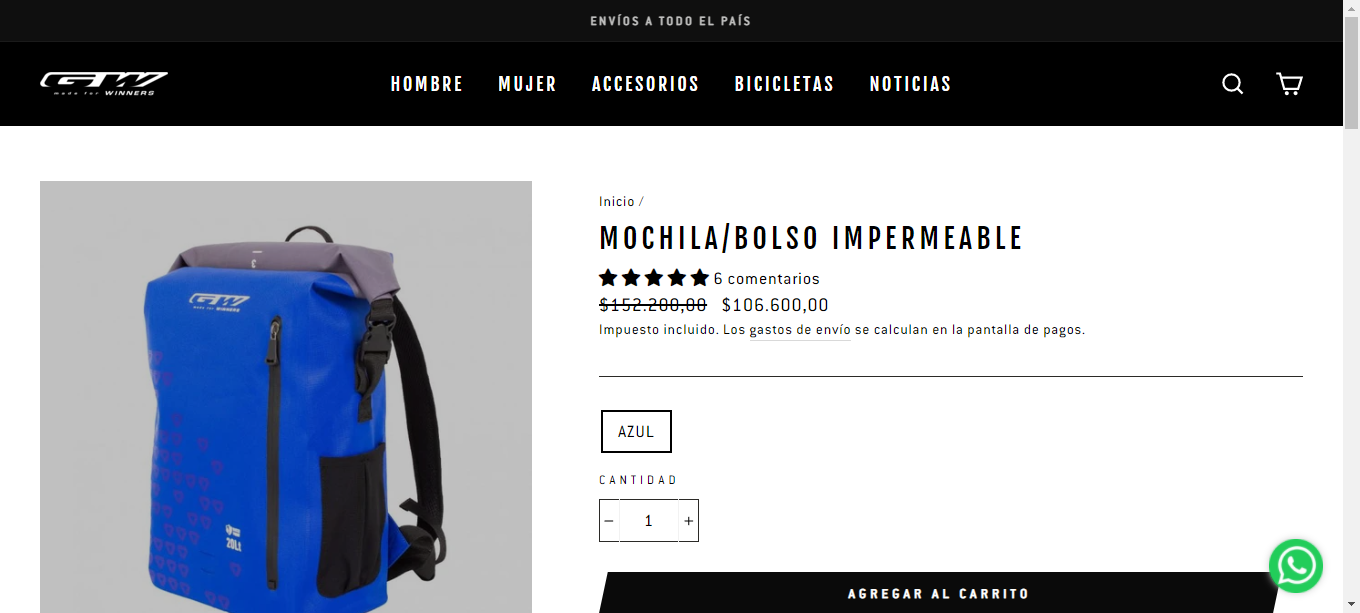 ENVÍOS A TODO EL PAÍS
GW
made for WINNERS
HOMBRE MUJER ACCESORIOS BICICLETAS NOTICIAS
Inicio /
MOCHILA/BOLSO IMPERMEABLE
6 comentarios
$152.200,00 $106.600,00
Impuesto incluido. Los gastos de envío se calculan en la pantalla de pagos.
AZUL
CANTIDAD
− 1 +
AGREGAR AL CARRITO
GW
made for WINNERS
20Lt